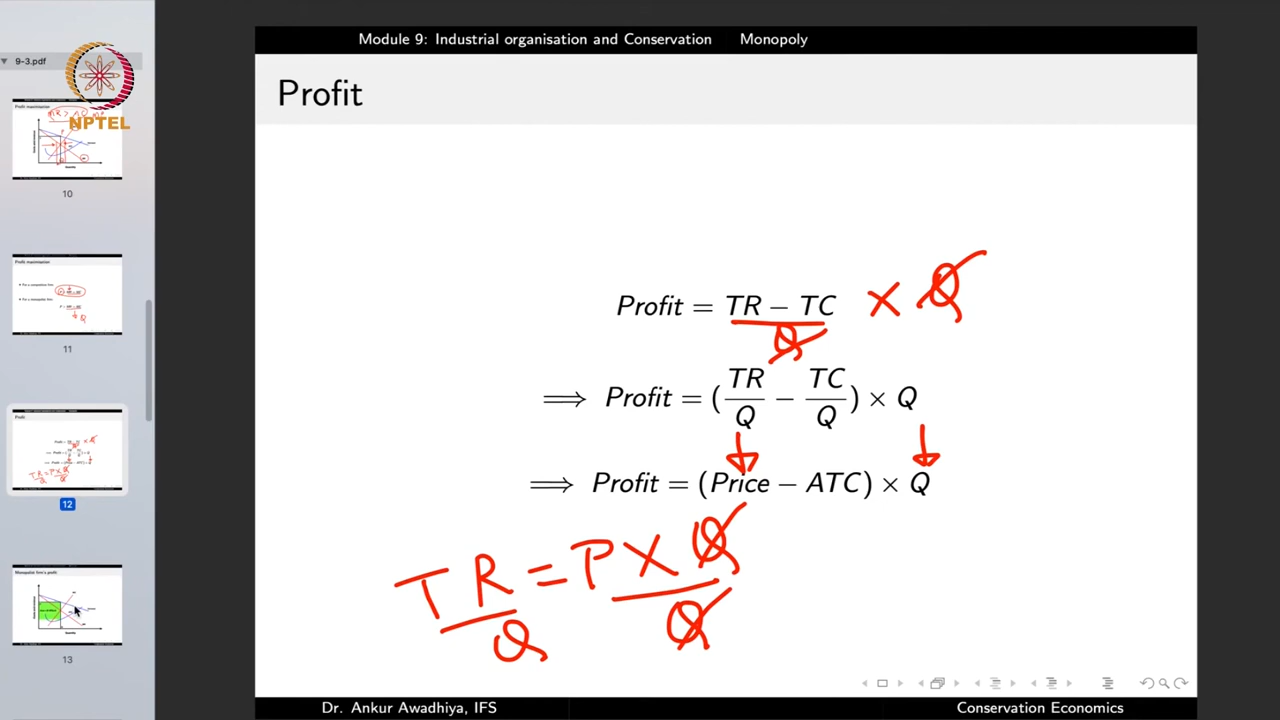 Module 9: Industrial organisation and Conservation Monopoly
9-3.pdf
NPTEL
Profit
10
11
12
13
Profit = TR − TC × Q
Q
⟹ Profit = (TR/Q − TC/Q) × Q
⟹ Profit = (Price − ATC) × Q
TR/Q = P X Q/Q
Dr. Ankur Awadhiya, IFS
Conservation Economics